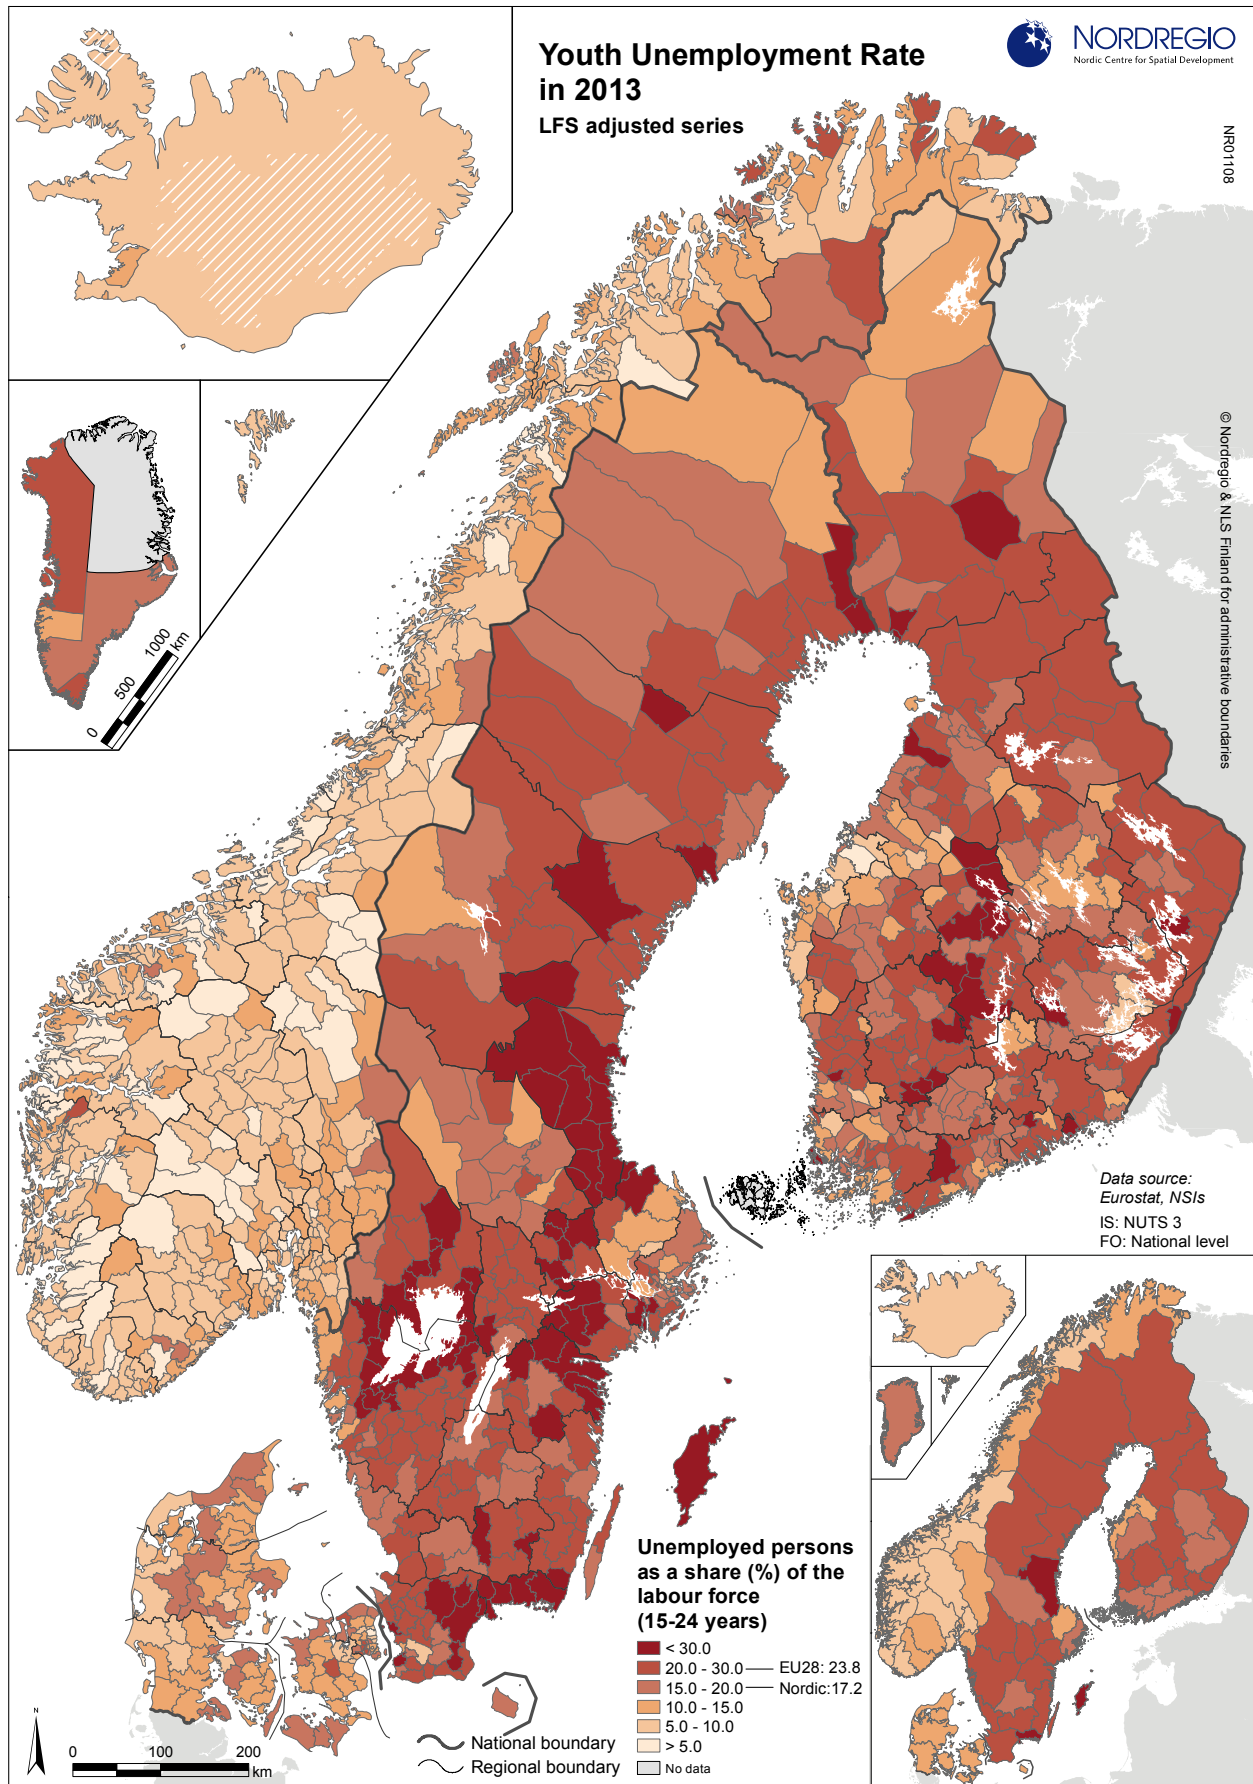 Youth Unemployment Rate
in 2013
LFS adjusted series
NORDREGIO
Nordic Centre for Spatial Development
NR01108
© Nordregio & NLS Finland for administrative boundaries
0 500 1000
km
Data source:
Eurostat, NSIs
IS: NUTS 3
FO: National level
Unemployed persons
as a share (%) of the
labour force
(15-24 years)
< 30.0
20.0 - 30.0 EU28: 23.8
15.0 - 20.0 Nordic:17.2
10.0 - 15.0
5.0 - 10.0
> 5.0
No data
National boundary
Regional boundary
N
0 100 200
km